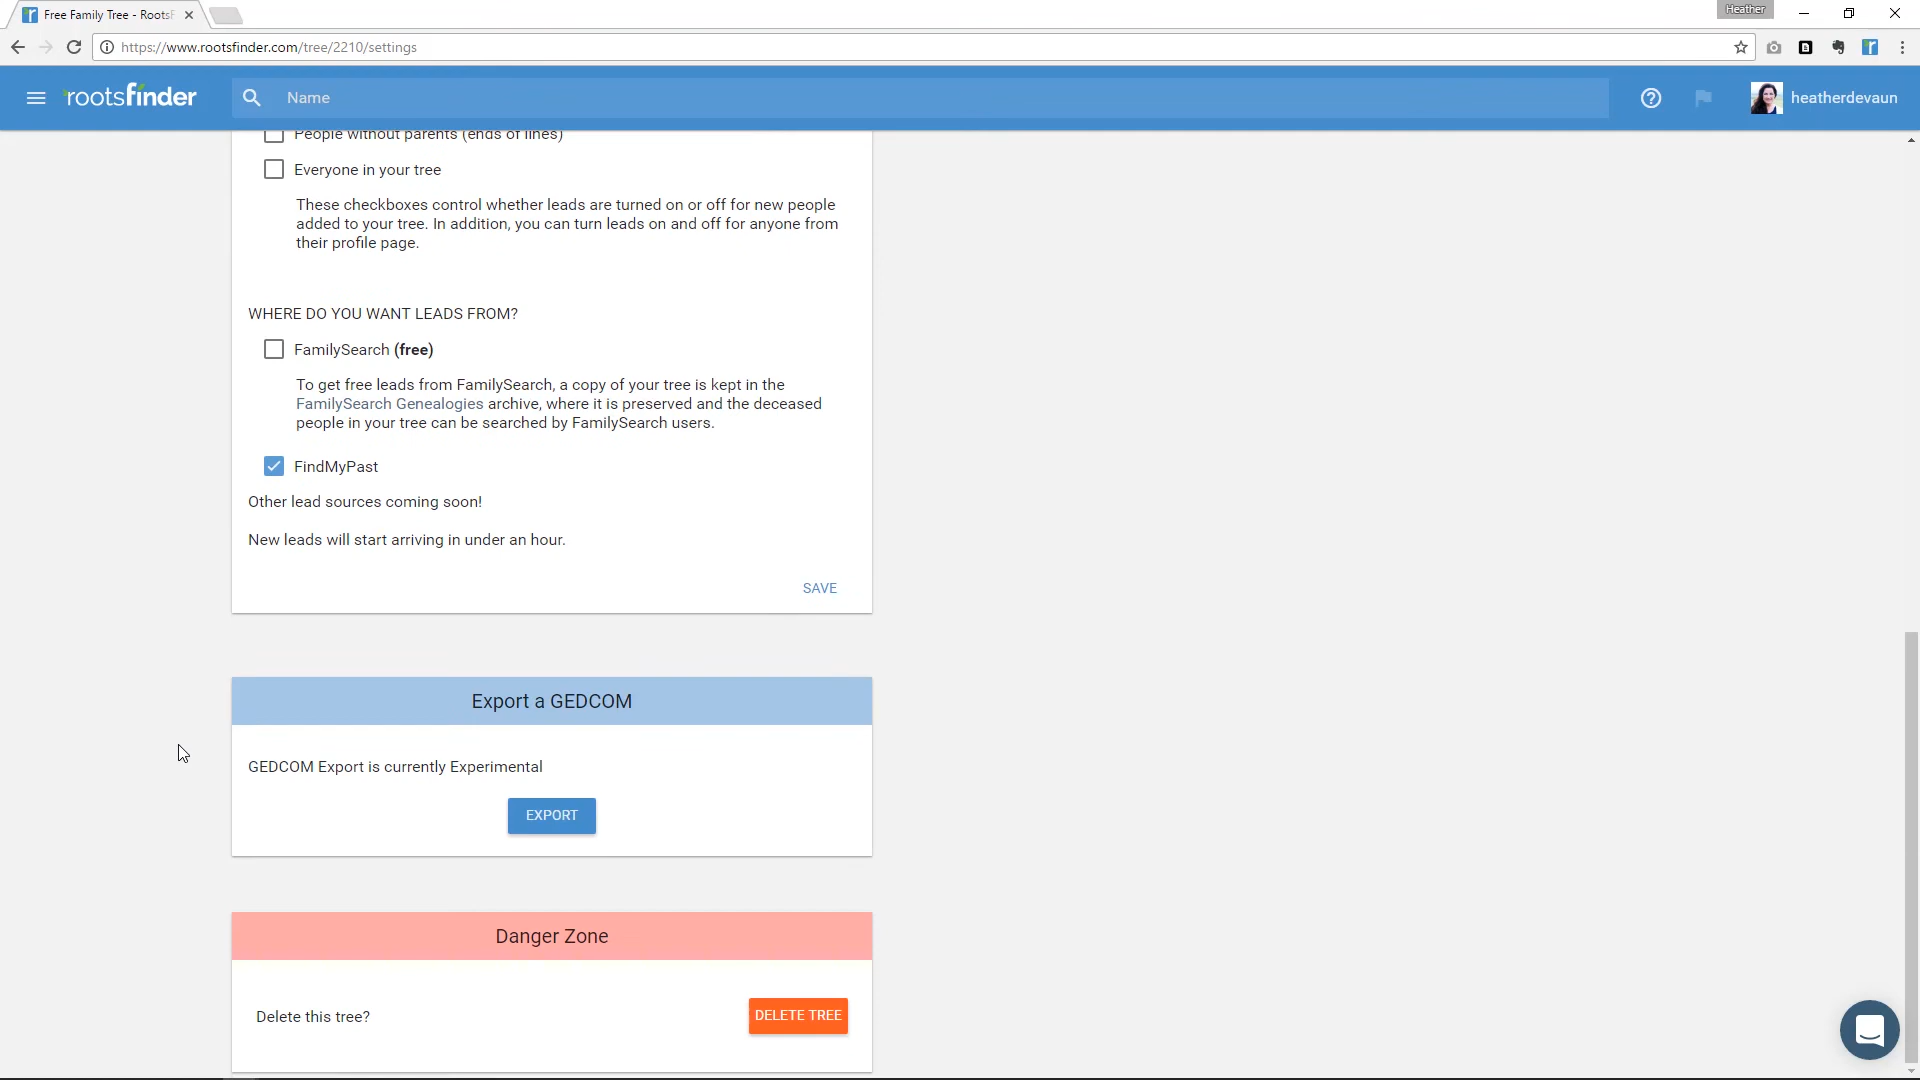 Free Family Tree - Roots
Heather
https://www.rootsfinder.com/tree/2210/settings
rootsfinder
Name
heatherdevaun
People without parents (ends of lines)
Everyone in your tree
These checkboxes control whether leads are turned on or off for new people
added to your tree. In addition, you can turn leads on and off for anyone from
their profile page.
WHERE DO YOU WANT LEADS FROM?
FamilySearch (free)
To get free leads from FamilySearch, a copy of your tree is kept in the
FamilySearch Genealogies archive, where it is preserved and the deceased
people in your tree can be searched by FamilySearch users.
FindMyPast
Other lead sources coming soon!
New leads will start arriving in under an hour.
SAVE
Export a GEDCOM
GEDCOM Export is currently Experimental
EXPORT
Danger Zone
Delete this tree?
DELETE TREE